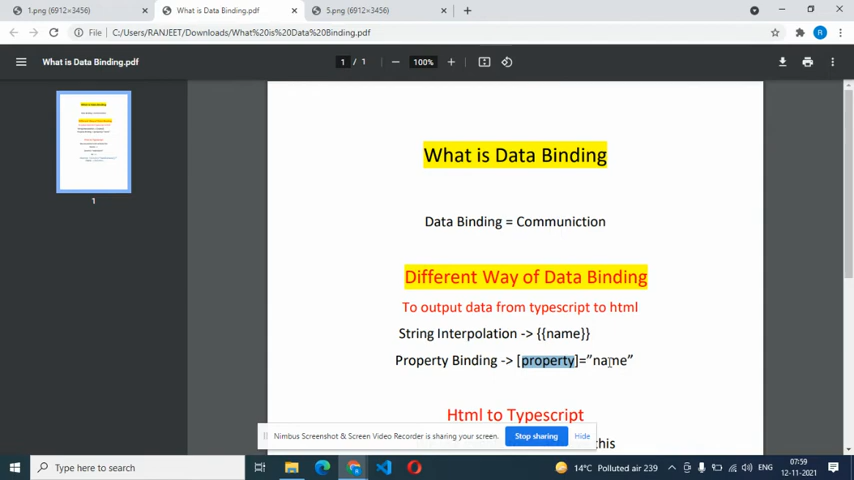 1.png (6912×3456)
What is Data Binding.pdf
5.png (6912×3456)
File
C:/Users/RANJEET/Downloads/What%20is%20Data%20Binding.pdf
What is Data Binding.pdf
1 / 1
100%
1
What is Data Binding
Data Binding = Communiction
Different Way of Data Binding
To output data from typescript to html
String Interpolation -> {{name}}
Property Binding -> [property]=”name”
Html to Typescript
this
Nimbus Screenshot & Screen Video Recorder is sharing your screen.
Stop sharing
Hide
Type here to search
14°C Polluted air 239
ENG
07:59
12-11-2021